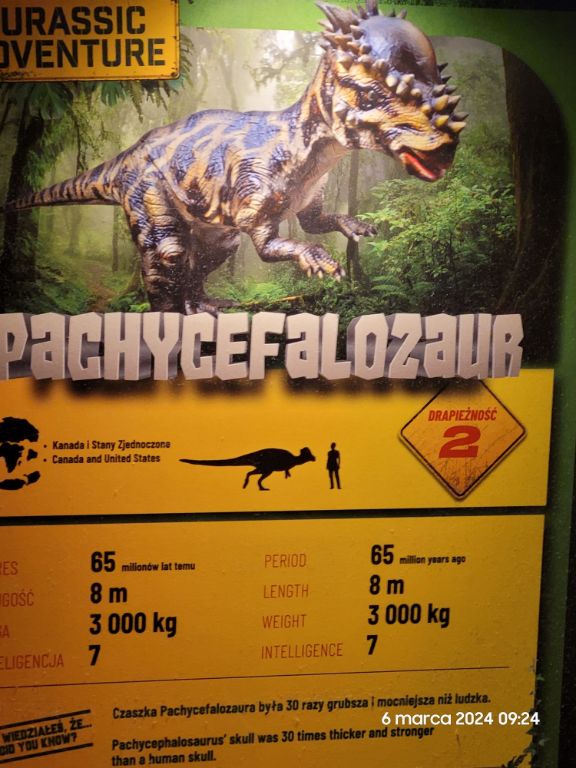 JURASSIC
ADVENTURE
PACHYCEFALOZAUR
• Kanada i Stany Zjednoczone
• Canada and United States
DRAPIEŻNOŚĆ
2
65 milionów lat temu
8 m
3 000 kg
7
PERIOD 65 million years ago
LENGTH 8 m
WEIGHT 3 000 kg
INTELLIGENCE 7
WIEDZIAŁEŚ, ŻE...
DID YOU KNOW?
Czaszka Pachycefalozaura była 30 razy grubsza i mocniejsza niż ludzka.
6 marca 2024 09:24
Pachycephalosaurus' skull was 30 times thicker and stronger
than a human skull.